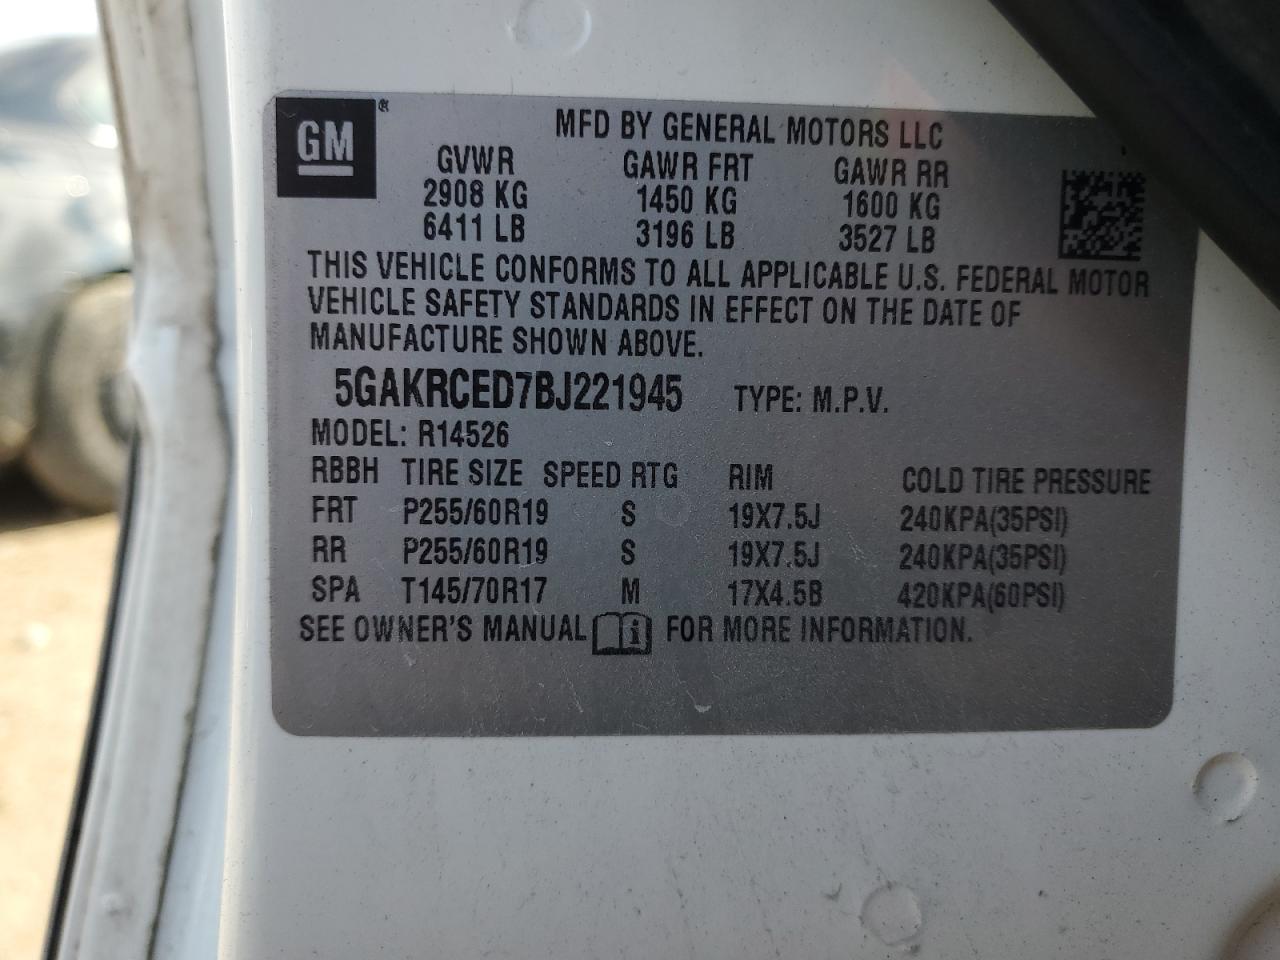 GM ®
MFD BY GENERAL MOTORS LLC
GVWR GAWR FRT GAWR RR
2908 KG 1450 KG 1600 KG
6411 LB 3196 LB 3527 LB
THIS VEHICLE CONFORMS TO ALL APPLICABLE U.S. FEDERAL MOTOR
VEHICLE SAFETY STANDARDS IN EFFECT ON THE DATE OF
MANUFACTURE SHOWN ABOVE.
5GAKRCED7BJ221945 TYPE: M.P.V.
MODEL: R14526
RBBH TIRE SIZE SPEED RTG RIM COLD TIRE PRESSURE
FRT P255/60R19 S 19X7.5J 240KPA(35PSI)
RR P255/60R19 S 19X7.5J 240KPA(35PSI)
SPA T145/70R17 M 17X4.5B 420KPA(60PSI)
SEE OWNER'S MANUAL i FOR MORE INFORMATION.